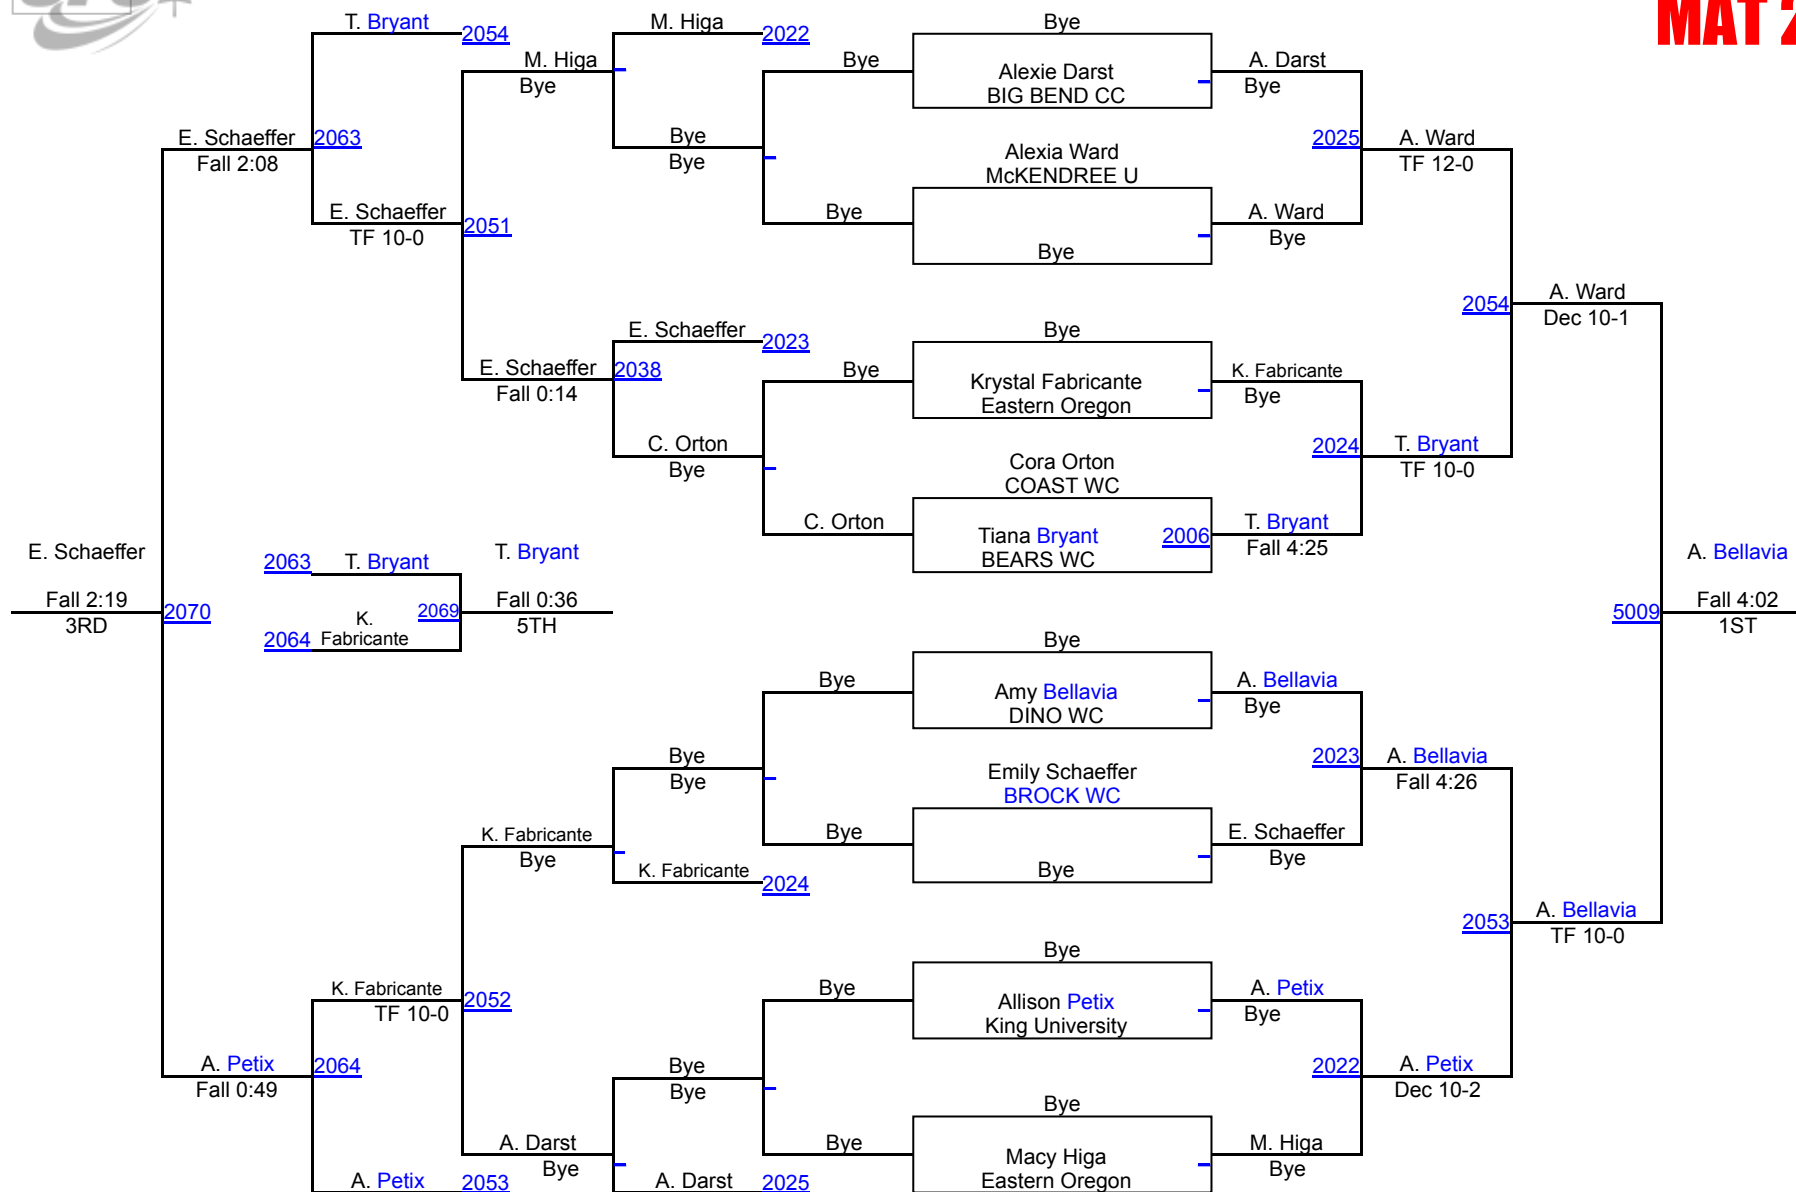 MAT 2
T. Bryant
2054
M. Higa
2022
Bye
M. Higa
Bye
Bye
Alexie Darst
BIG BEND CC
A. Darst
Bye
E. Schaeffer
2063
Fall 2:08
Bye
Bye
Alexia Ward
McKENDREE U
2025
A. Ward
TF 12-0
E. Schaeffer
2051
TF 10-0
Bye
A. Ward
Bye
Bye
2054
A. Ward
Dec 10-1
E. Schaeffer
2023
Bye
E. Schaeffer
2038
Fall 0:14
Bye
Krystal Fabricante
Eastern Oregon
K. Fabricante
Bye
C. Orton
Bye
Cora Orton
COAST WC
2024
T. Bryant
TF 10-0
C. Orton
Tiana Bryant
BEARS WC
2006
T. Bryant
Fall 4:25
E. Schaeffer
Fall 2:19
3RD
2070
2063
T. Bryant
T. Bryant
2069
Fall 0:36
5TH
2064
K.
Fabricante
A. Bellavia
5009
Fall 4:02
1ST
Bye
Bye
Amy Bellavia
DINO WC
A. Bellavia
Bye
Bye
Bye
Emily Schaeffer
BROCK WC
2023
A. Bellavia
Fall 4:26
K. Fabricante
Bye
Bye
E. Schaeffer
Bye
K. Fabricante
2024
Bye
2053
A. Bellavia
TF 10-0
Bye
K. Fabricante
2052
TF 10-0
Bye
Allison Petix
King University
A. Petix
Bye
A. Petix
2064
Fall 0:49
Bye
Bye
2022
A. Petix
Dec 10-2
Bye
A. Darst
Bye
Bye
Macy Higa
Eastern Oregon
M. Higa
Bye
A. Petix
2053
A. Darst
2025